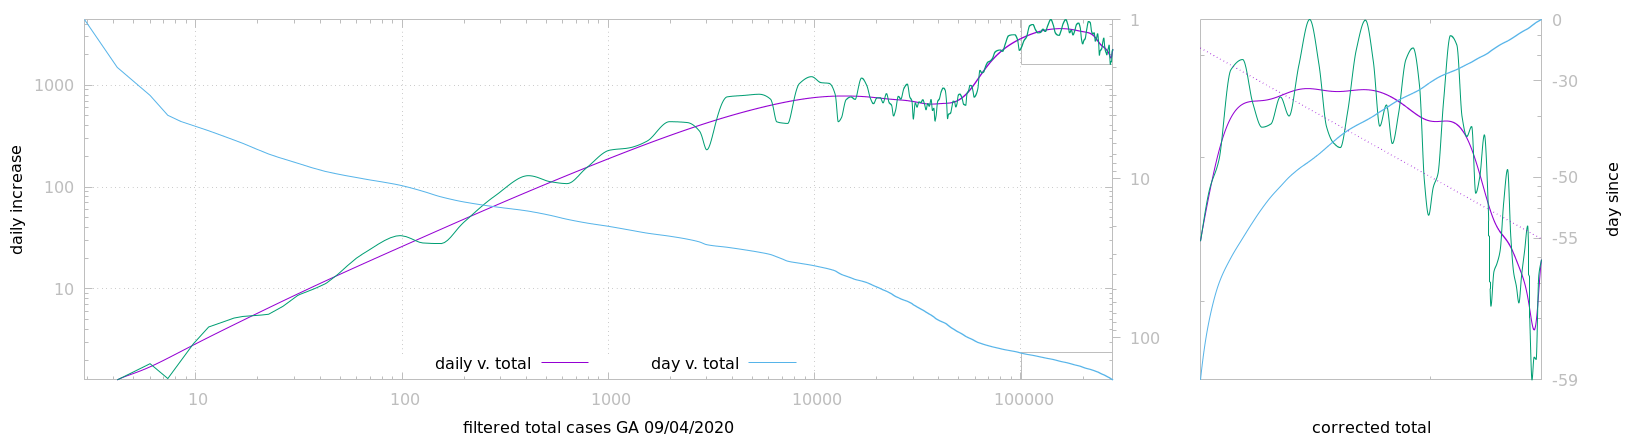 daily increase
1000
100
10
10
100
1000
10000
100000
1
10
100
daily v. total
day v. total
filtered total cases GA 09/04/2020
0
-30
-50
-55
-59
day since
corrected total